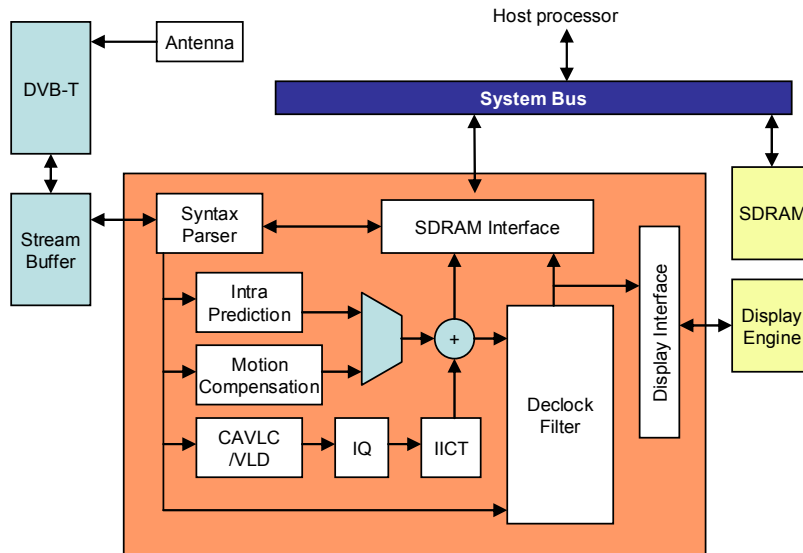 Host processor
Antenna
DVB-T
System Bus
Stream
Buffer
Syntax
Parser
SDRAM Interface
SDRAM
Intra
Prediction
Motion
Compensation
CAVLC
/VLD
IQ
IICT
+
Declock
Filter
Display Interface
Display
Engine